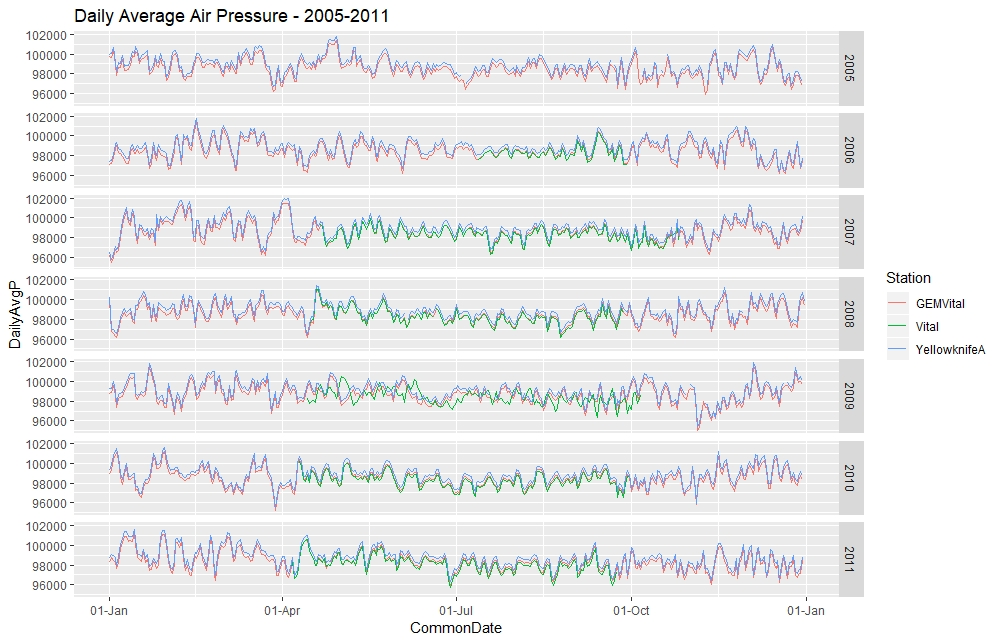 Daily Average Air Pressure - 2005-2011
DailyAvgP
102000
100000
98000
96000
2005
102000
100000
98000
96000
2006
102000
100000
98000
96000
2007
102000
100000
98000
96000
2008
102000
100000
98000
96000
2009
102000
100000
98000
96000
2010
102000
100000
98000
96000
2011
01-Jan
01-Apr
01-Jul
01-Oct
01-Jan
CommonDate
Station
GEMVital
Vital
YellowknifeA